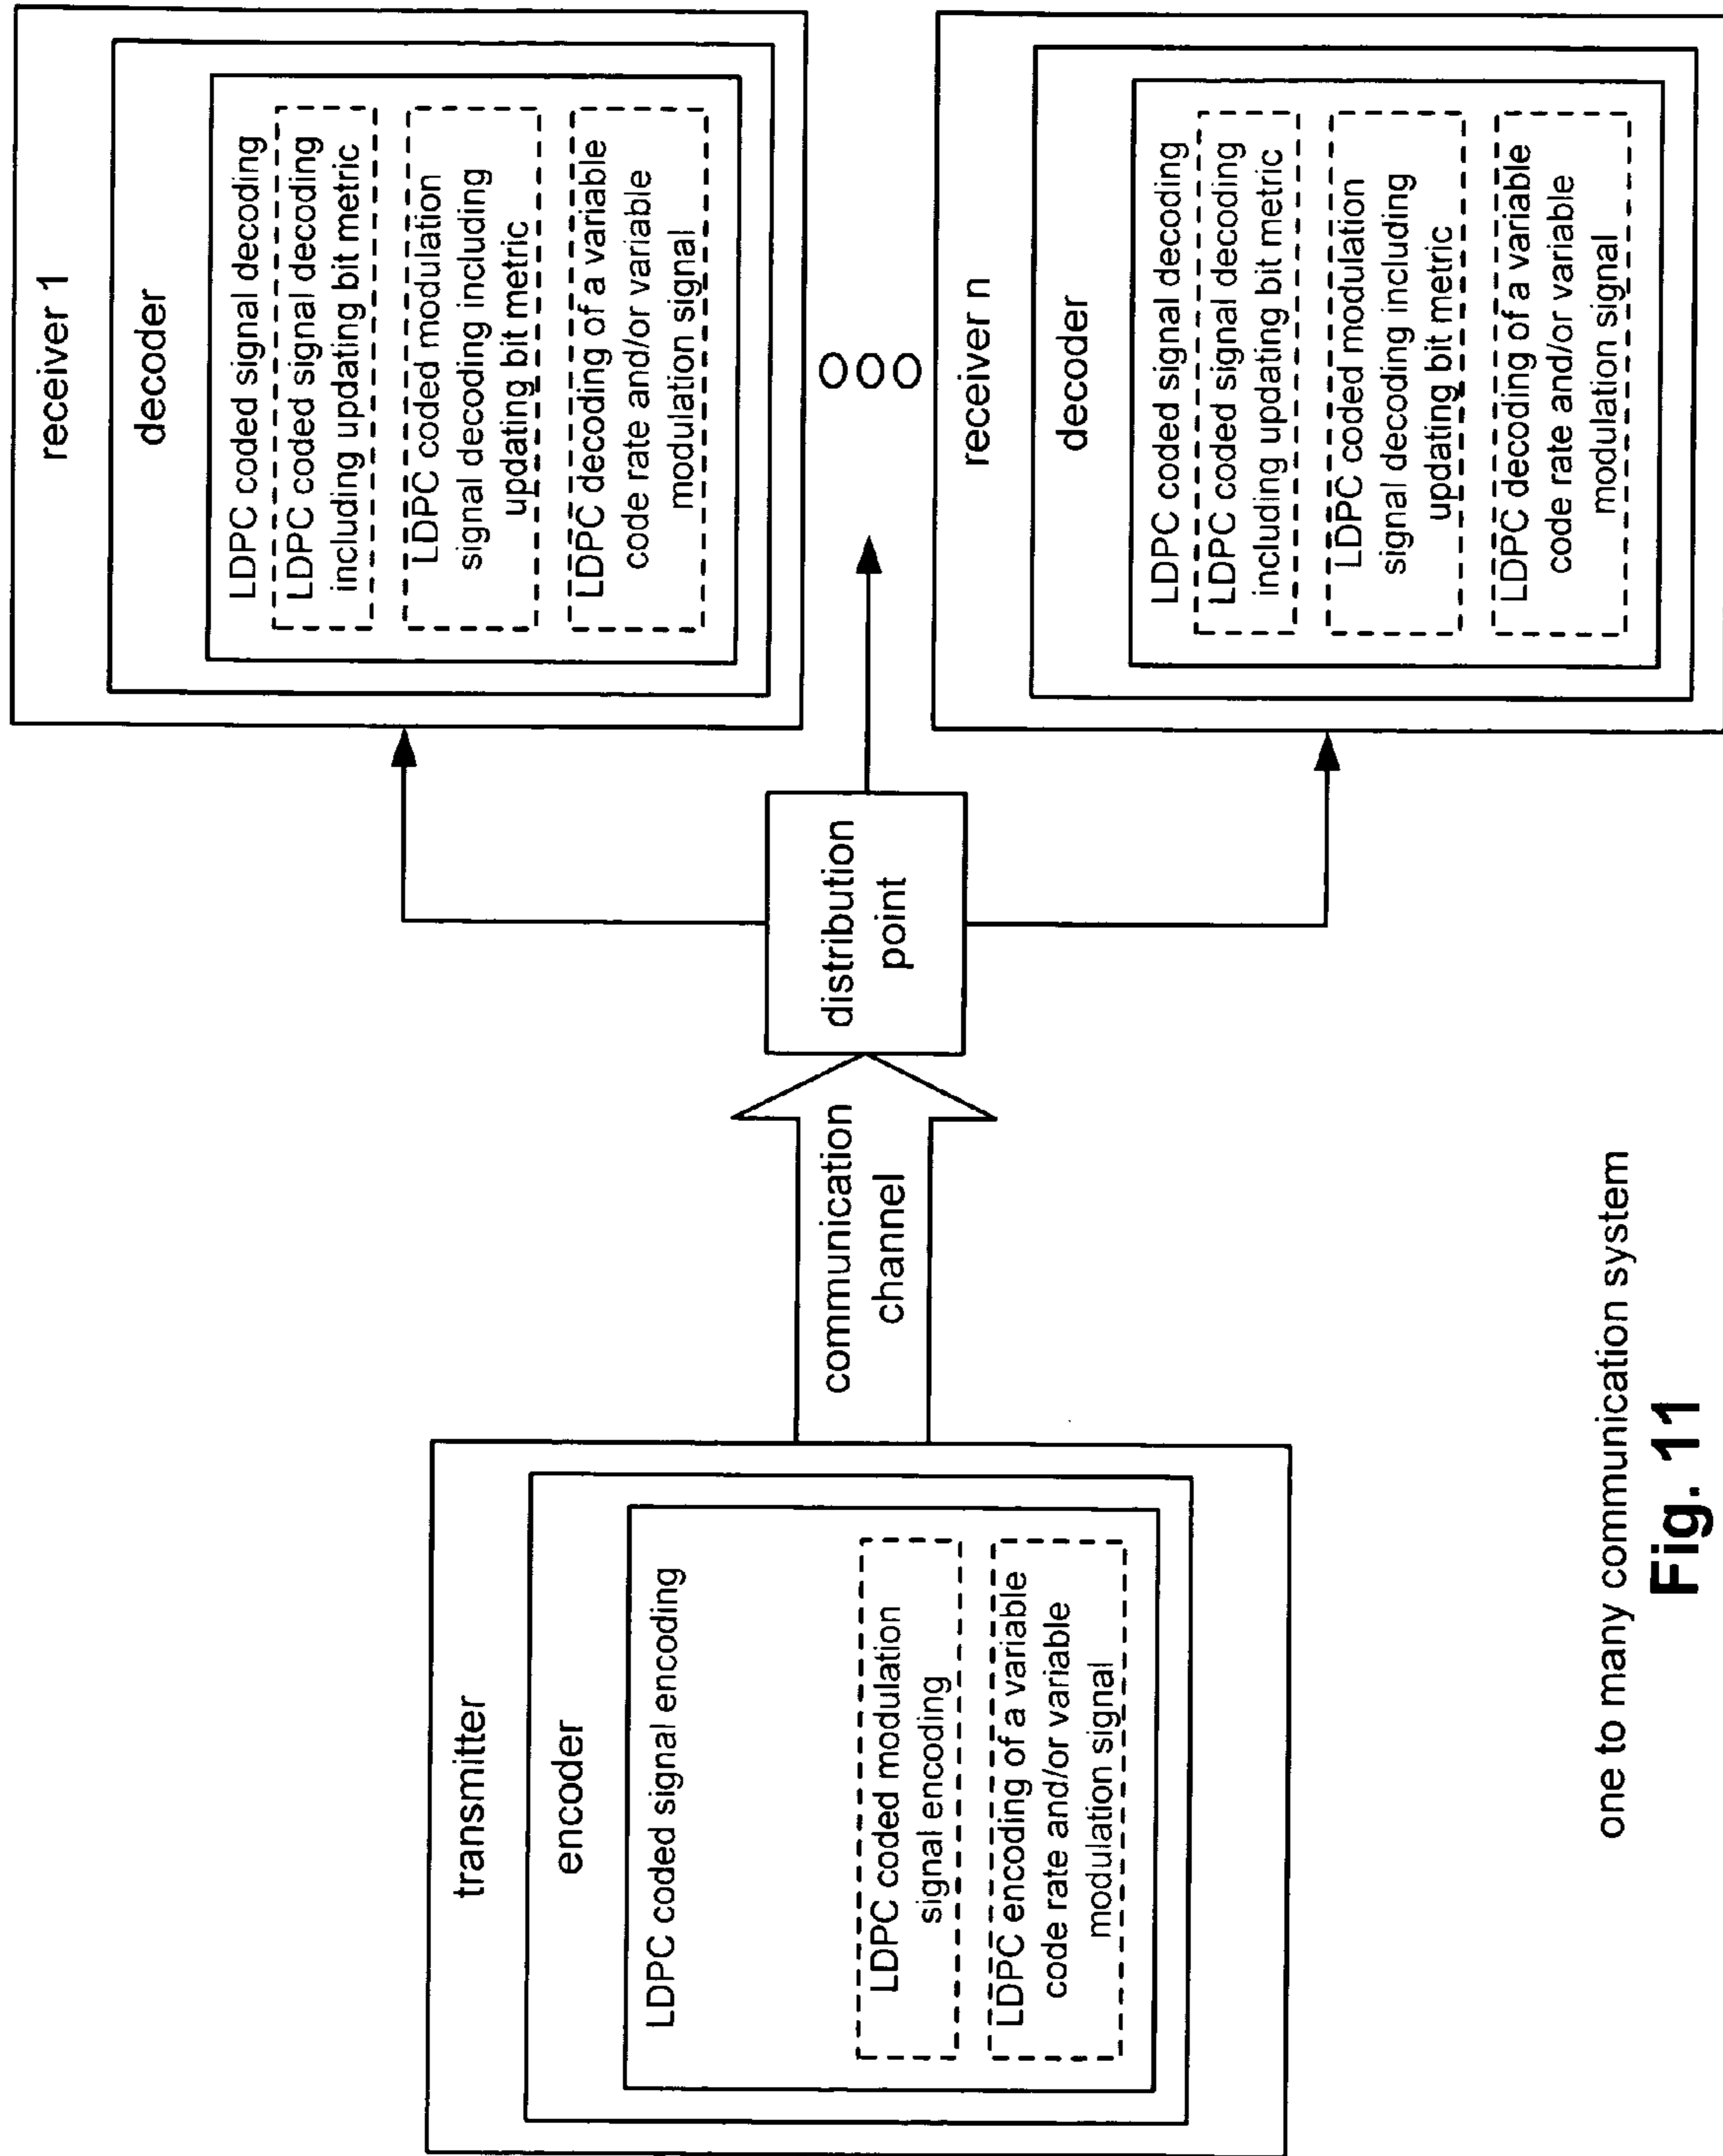 transmitter
encoder
LDPC coded signal encoding
LDPC coded modulation
signal encoding
LDPC encoding of a variable
code rate and/or variable
modulation signal
communication
channel
distribution
point
receiver 1
decoder
LDPC coded signal decoding
LDPC coded signal decoding
including updating bit metric
LDPC coded modulation
signal decoding including
updating bit metric
LDPC decoding of a variable
code rate and/or variable
modulation signal
receiver n
decoder
LDPC coded signal decoding
LDPC coded signal decoding
including updating bit metric
LDPC coded modulation
signal decoding including
updating bit metric
LDPC decoding of a variable
code rate and/or variable
modulation signal
one to many communication system
Fig. 11